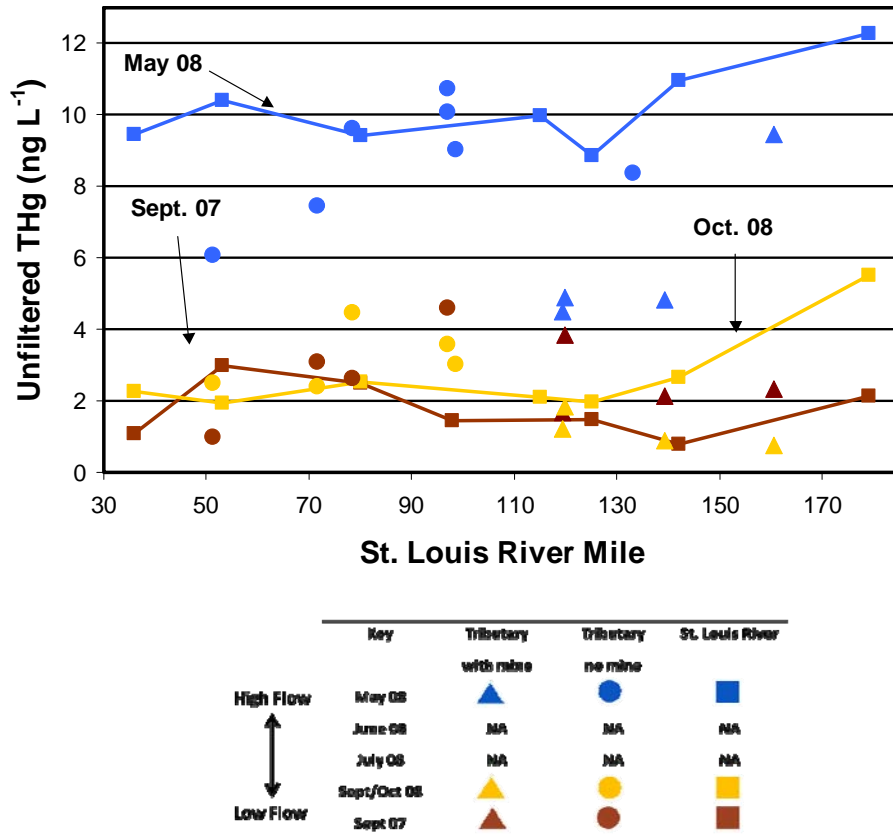 12
10
8
6
4
2
0
Unfiltered THg (ng L-1)
May 08
Sept. 07
Oct. 08
30 50 70 90 110 130 150 170
St. Louis River Mile
Key Tributary with mine Tributary no mine St. Louis River
High Flow
Low Flow
May 08
June 08 NA NA NA
July 08 NA NA NA
Sept/Oct 08
Sept 07